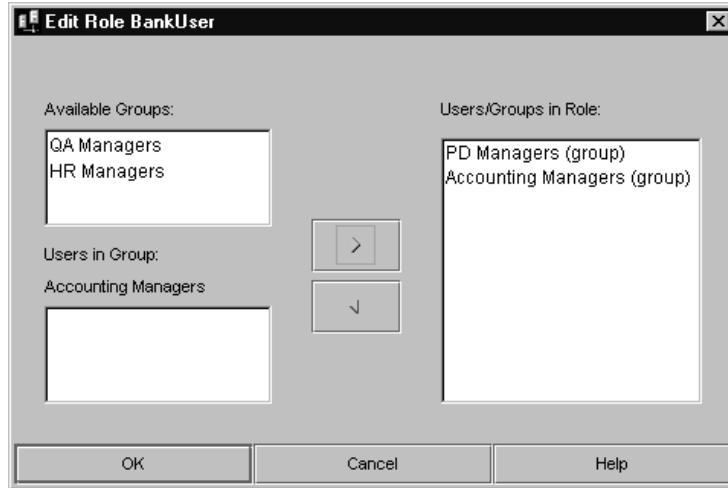 Edit Role BankUser
Available Groups:
QA Managers
HR Managers
Users in Group:
Accounting Managers
Users/Groups in Role:
PD Managers (group)
Accounting Managers (group)
>
OK
Cancel
Help